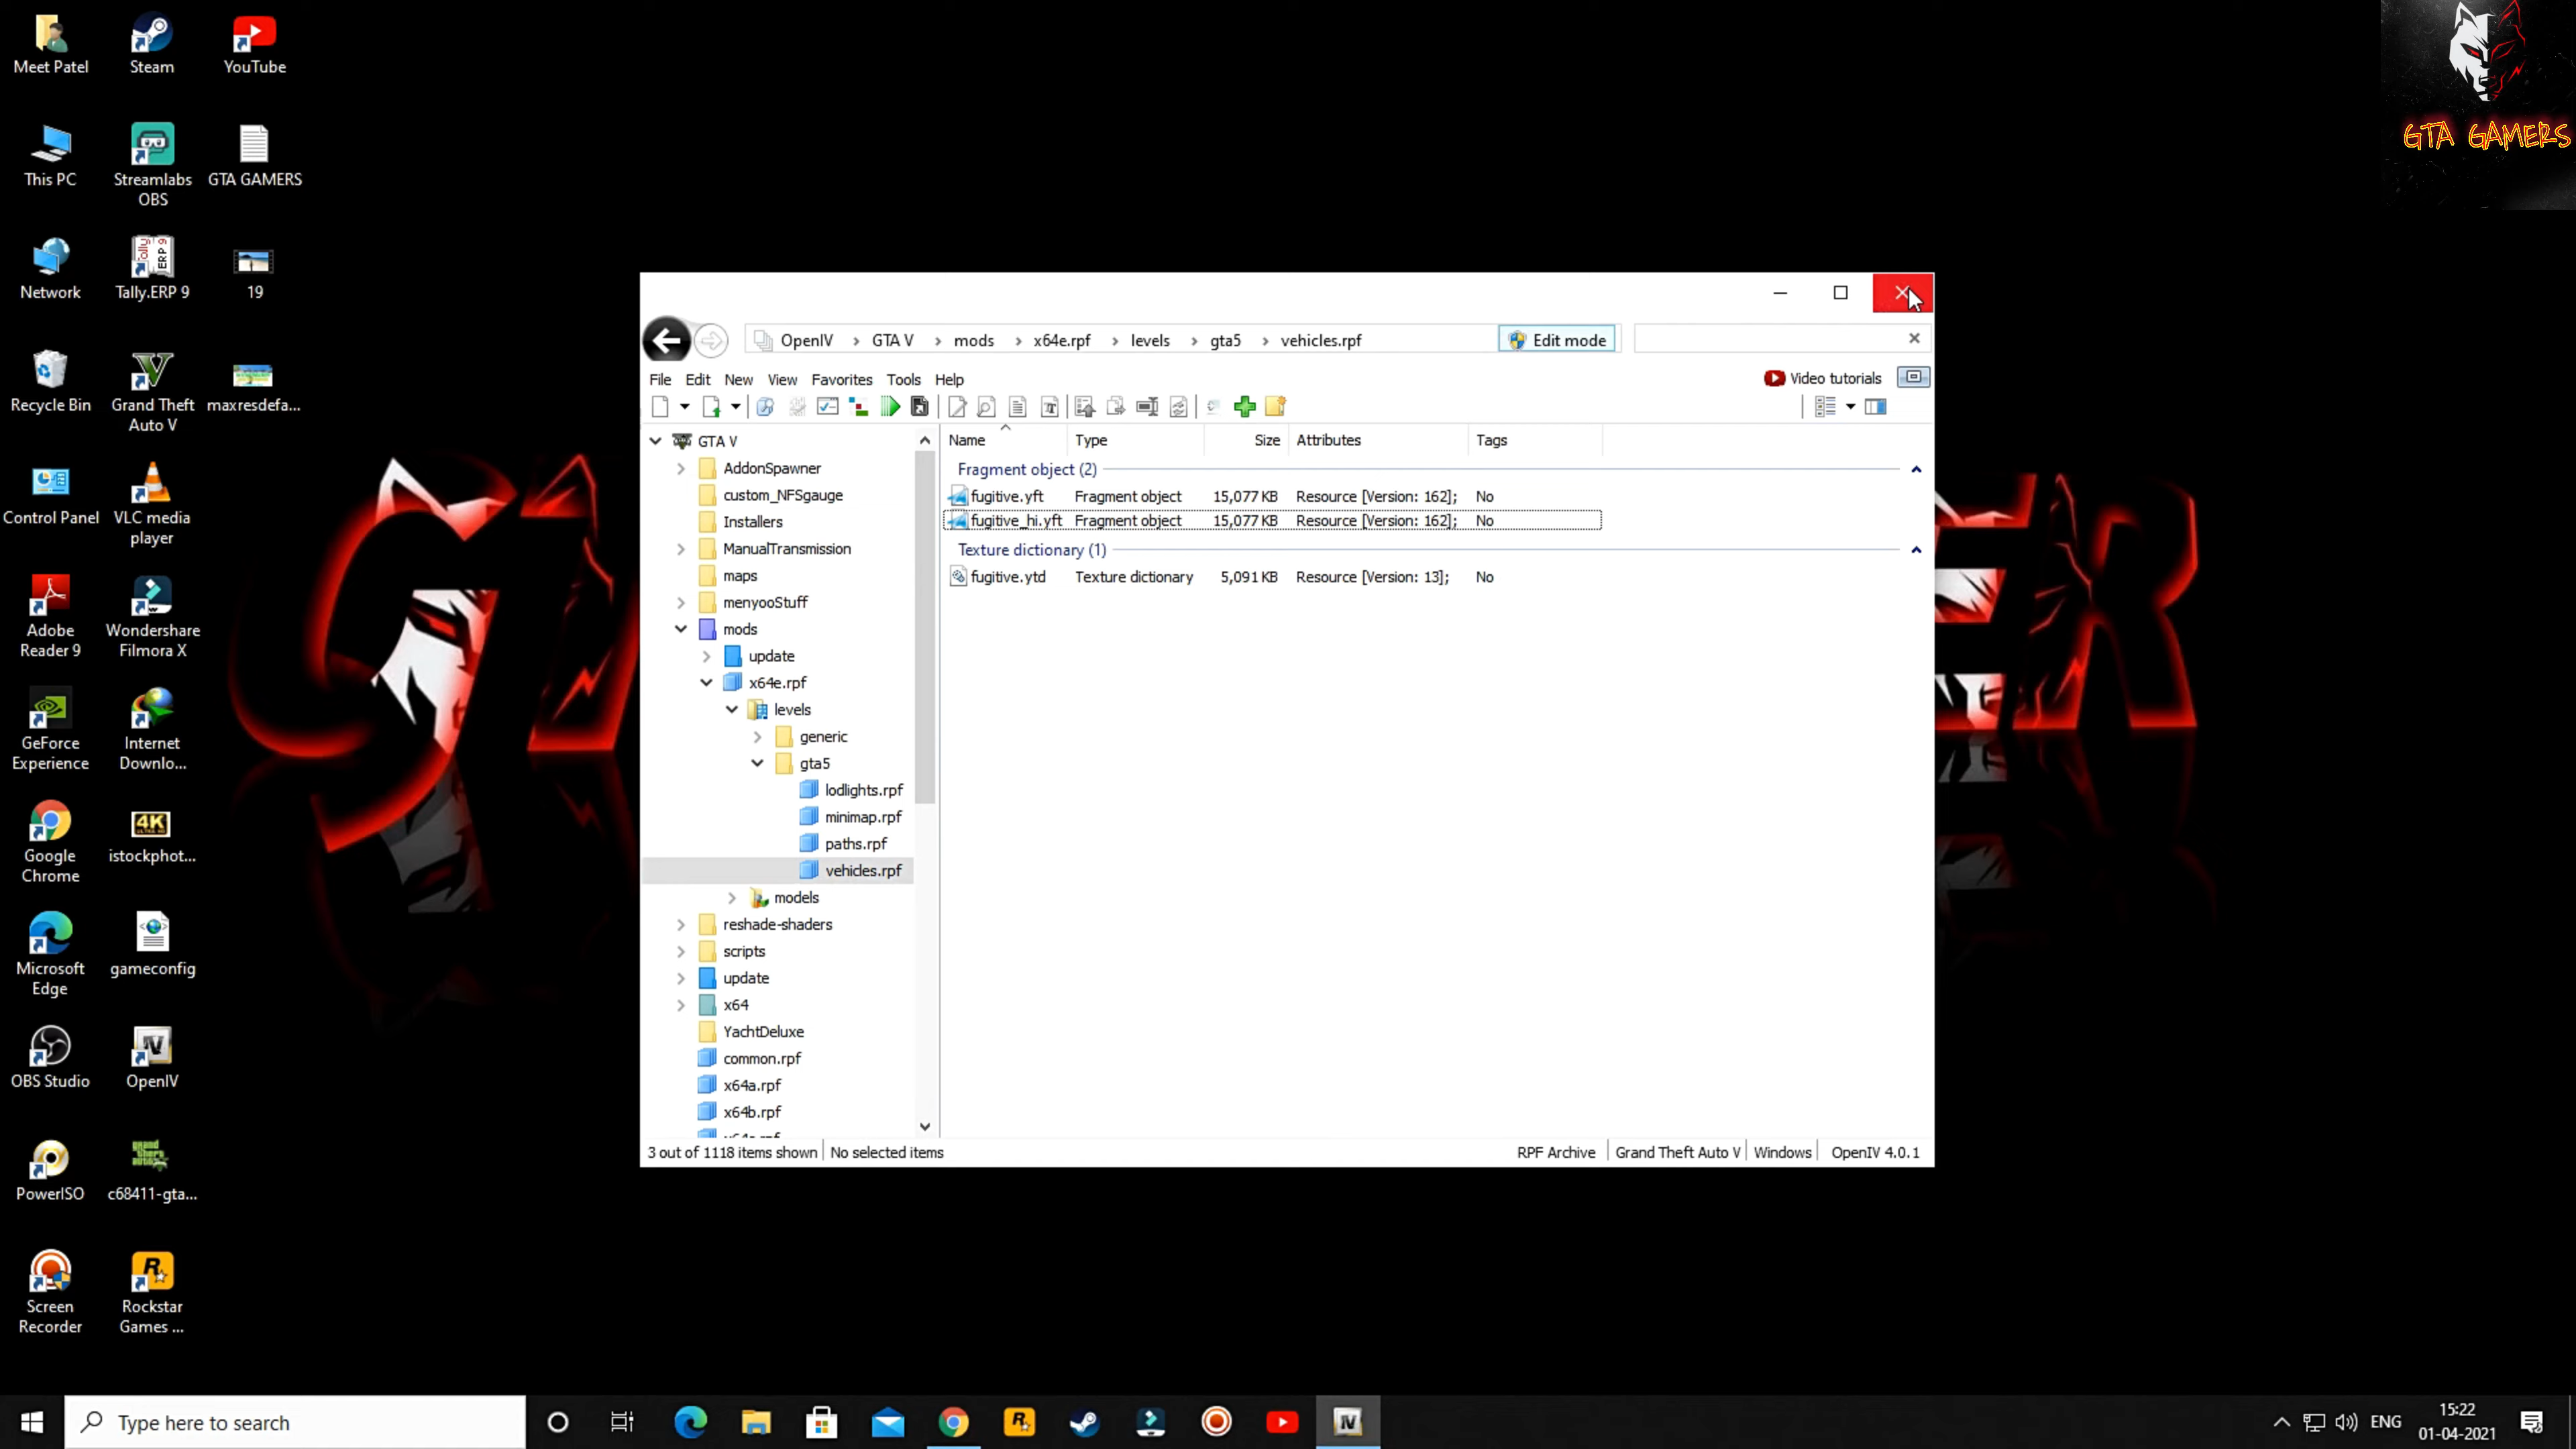 Meet Patel
Steam
YouTube
This PC
Streamlabs OBS
GTA GAMERS
Network
Tally.ERP 9
19
Recycle Bin
Grand Theft Auto V
maxresdefa...
Control Panel
VLC media player
Adobe Reader 9
Wondershare Filmora X
GeForce Experience
Internet Downlo...
Google Chrome
istockphot...
Microsoft Edge
gameconfig
OBS Studio
OpenIV
PowerISO
c68411-gta...
Screen Recorder
Rockstar Games ...
GTA GAMERS
OpenIV GTA V mods x64e.rpf levels gta5 vehicles.rpf Edit mode
File Edit New View Favorites Tools Help Video tutorials
GTA V
AddonSpawner
custom_NFSgauge
Installers
ManualTransmission
maps
menyooStuff
mods
update
x64e.rpf
levels
generic
gta5
lodlights.rpf
minimap.rpf
paths.rpf
vehicles.rpf
models
reshade-shaders
scripts
update
x64
YachtDeluxe
common.rpf
x64a.rpf
x64b.rpf
Name Type Size Attributes Tags
Fragment object (2)
fugitive.yft Fragment object 15,077 KB Resource [Version: 162]; No
fugitive_hi.yft Fragment object 15,077 KB Resource [Version: 162]; No
Texture dictionary (1)
fugitive.ytd Texture dictionary 5,091 KB Resource [Version: 13]; No
3 out of 1118 items shown No selected items RPF Archive Grand Theft Auto V Windows OpenIV 4.0.1
Type here to search
ENG
15:22
01-04-2021